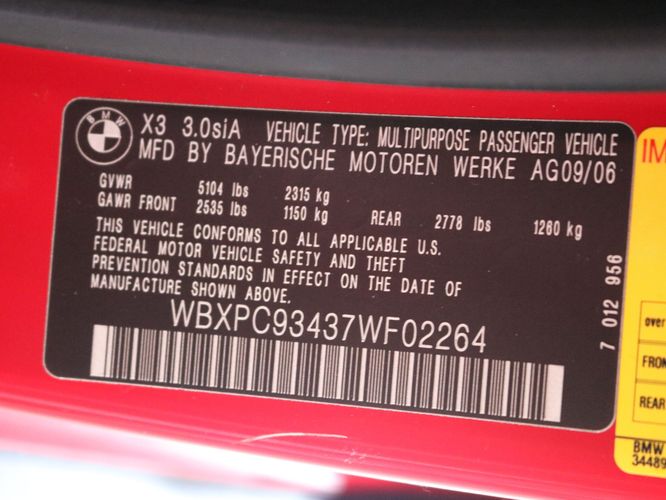 BMW
X3 3.0siA VEHICLE TYPE: MULTIPURPOSE PASSENGER VEHICLE
MFD BY BAYERISCHE MOTOREN WERKE AG09/06
GVWR 5104 lbs 2315 kg
GAWR FRONT 2535 lbs 1150 kg REAR 2778 lbs 1260 kg
THIS VEHICLE CONFORMS TO ALL APPLICABLE U.S.
FEDERAL MOTOR VEHICLE SAFETY AND THEFT
PREVENTION STANDARDS IN EFFECT ON THE DATE OF
MANUFACTURE SHOWN ABOVE.
WBXPC93437WF02264
7 012 956
IM
over
FRON
REAR
BMW
34489